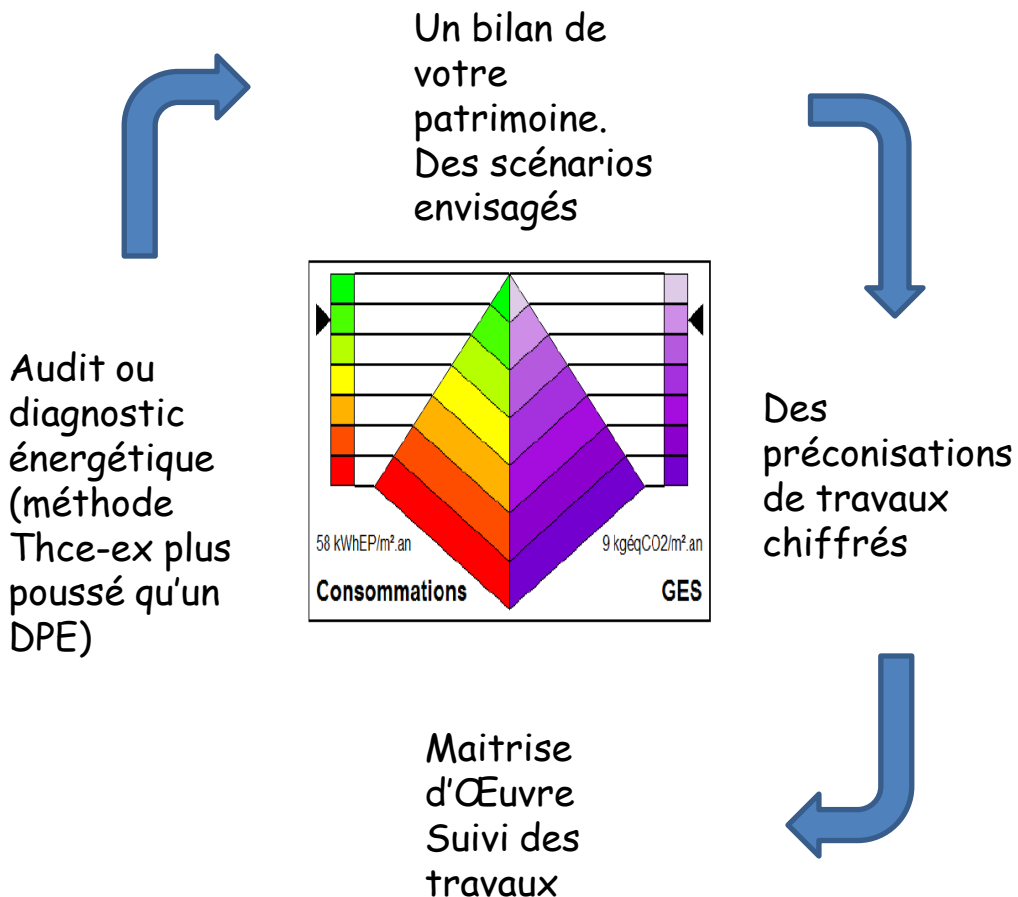 Un bilan de
votre
patrimoine.
Des scénarios
envisagés
Audit ou
diagnostic
énergétique
(méthode
Thce-ex plus
poussé qu'un
DPE)
58 kWhEP/m².an
9 kgéqCO2/m².an
Consommations
GES
Des
préconisations
de travaux
chiffrés
Maitrise
d'Œuvre
Suivi des
travaux